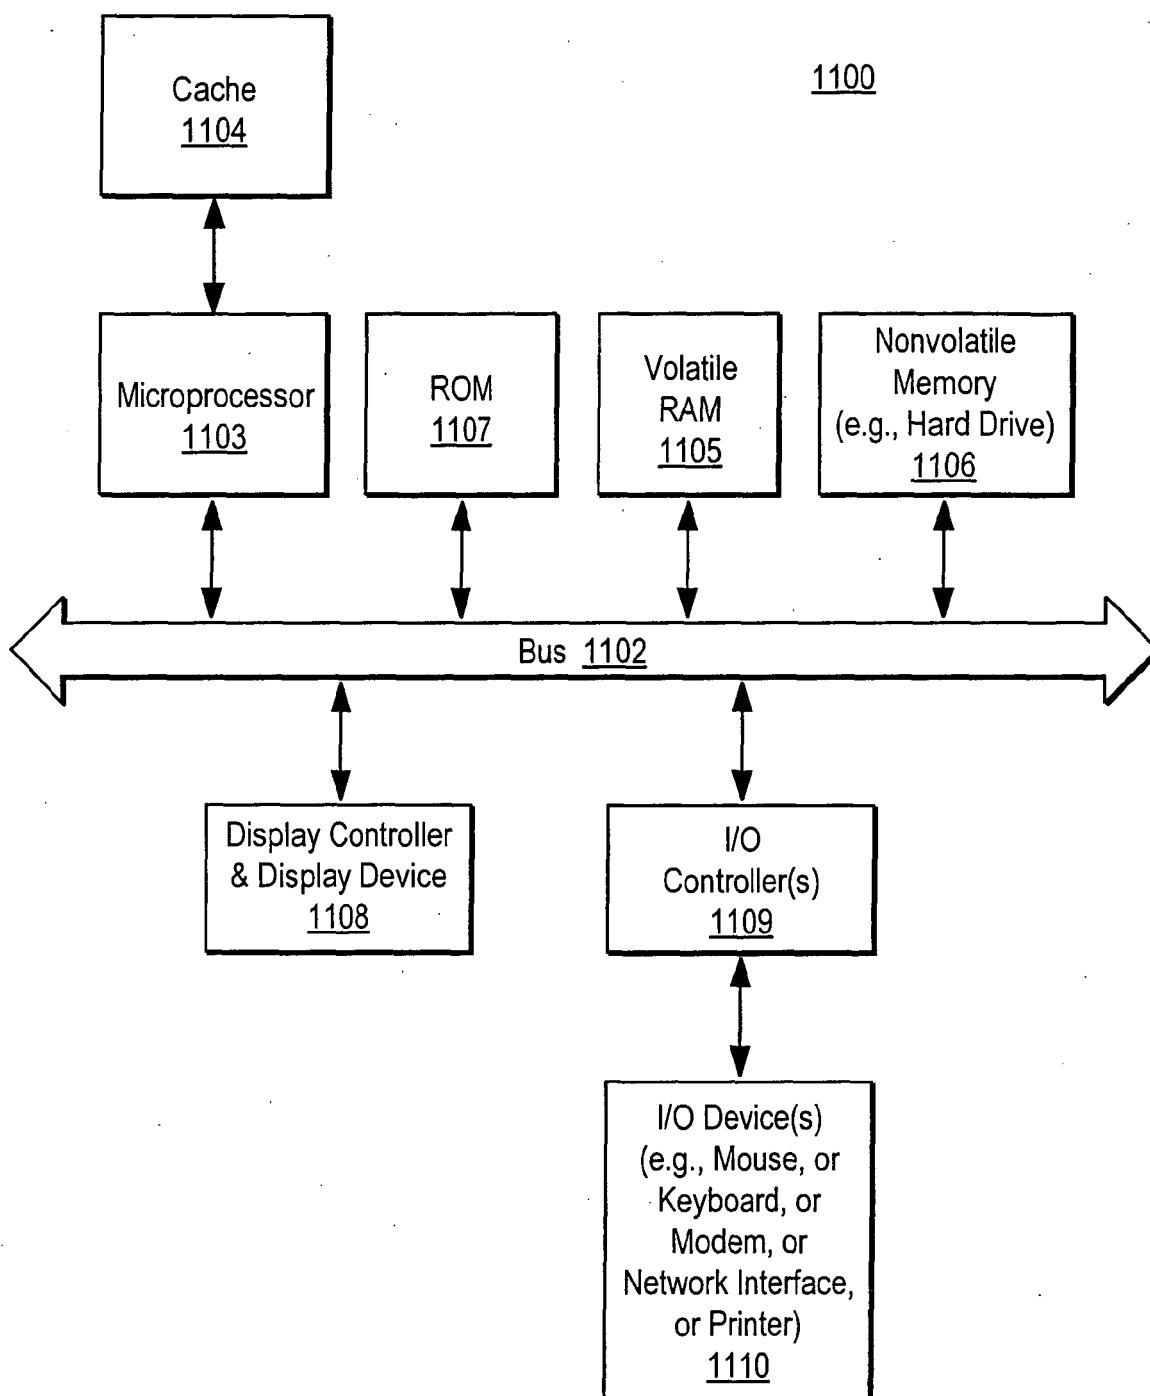 Cache
1104
1100
Microprocessor
1103
ROM
1107
Volatile
RAM
1105
Nonvolatile
Memory
(e.g., Hard Drive)
1106
Bus 1102
Display Controller
& Display Device
1108
I/O
Controller(s)
1109
I/O Device(s)
(e.g., Mouse, or
Keyboard, or
Modem, or
Network Interface,
or Printer)
1110